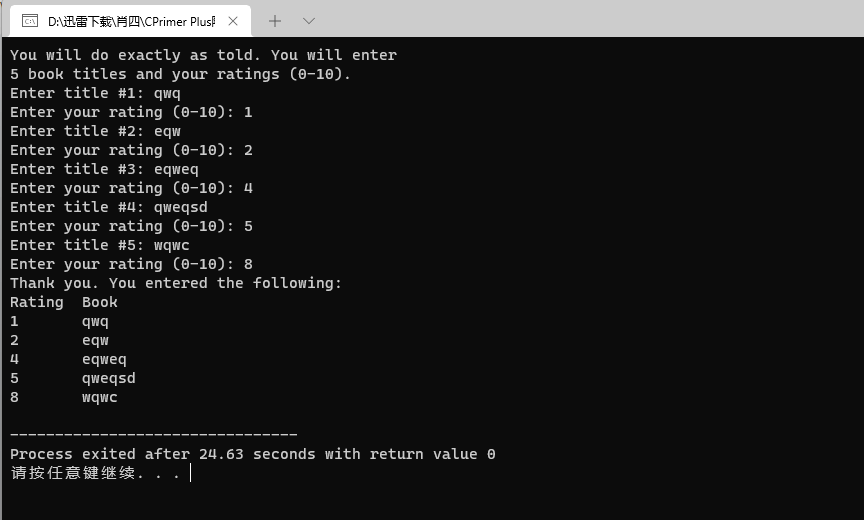 D:\迅雷下载\肖四\CPrimer Plus
You will do exactly as told. You will enter
5 book titles and your ratings (0-10).
Enter title #1: qwq
Enter your rating (0-10): 1
Enter title #2: eqw
Enter your rating (0-10): 2
Enter title #3: eqweq
Enter your rating (0-10): 4
Enter title #4: qweqsd
Enter your rating (0-10): 5
Enter title #5: wqwc
Enter your rating (0-10): 8
Thank you. You entered the following:
Rating  Book
1       qwq
2       eqw
4       eqweq
5       qweqsd
8       wqwc
--------------------------------
Process exited after 24.63 seconds with return value 0
请按任意键继续. . .